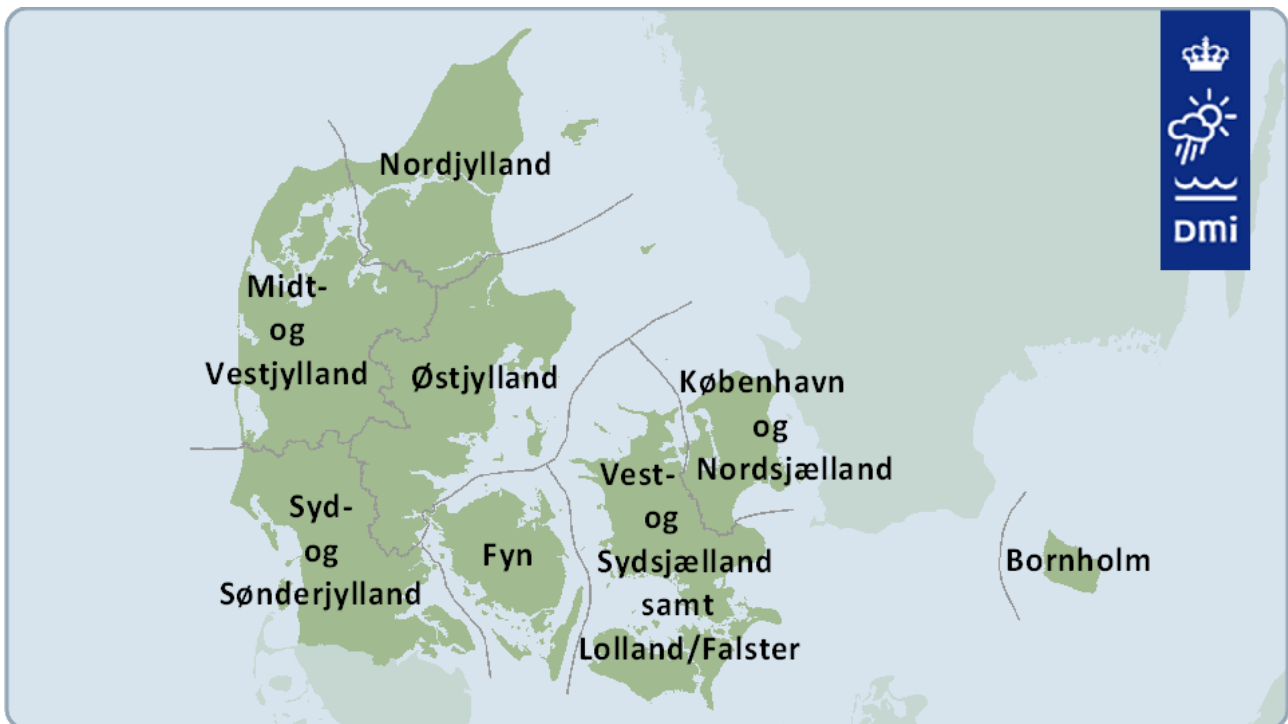 Dmi
Nordjylland
Midt-
og
Vestjylland
Østjylland
København
og
Nordsjælland
Vest-
og
Sydsjælland
samt
Lolland/Falster
Syd-
og
Sønderjylland
Fyn
Bornholm